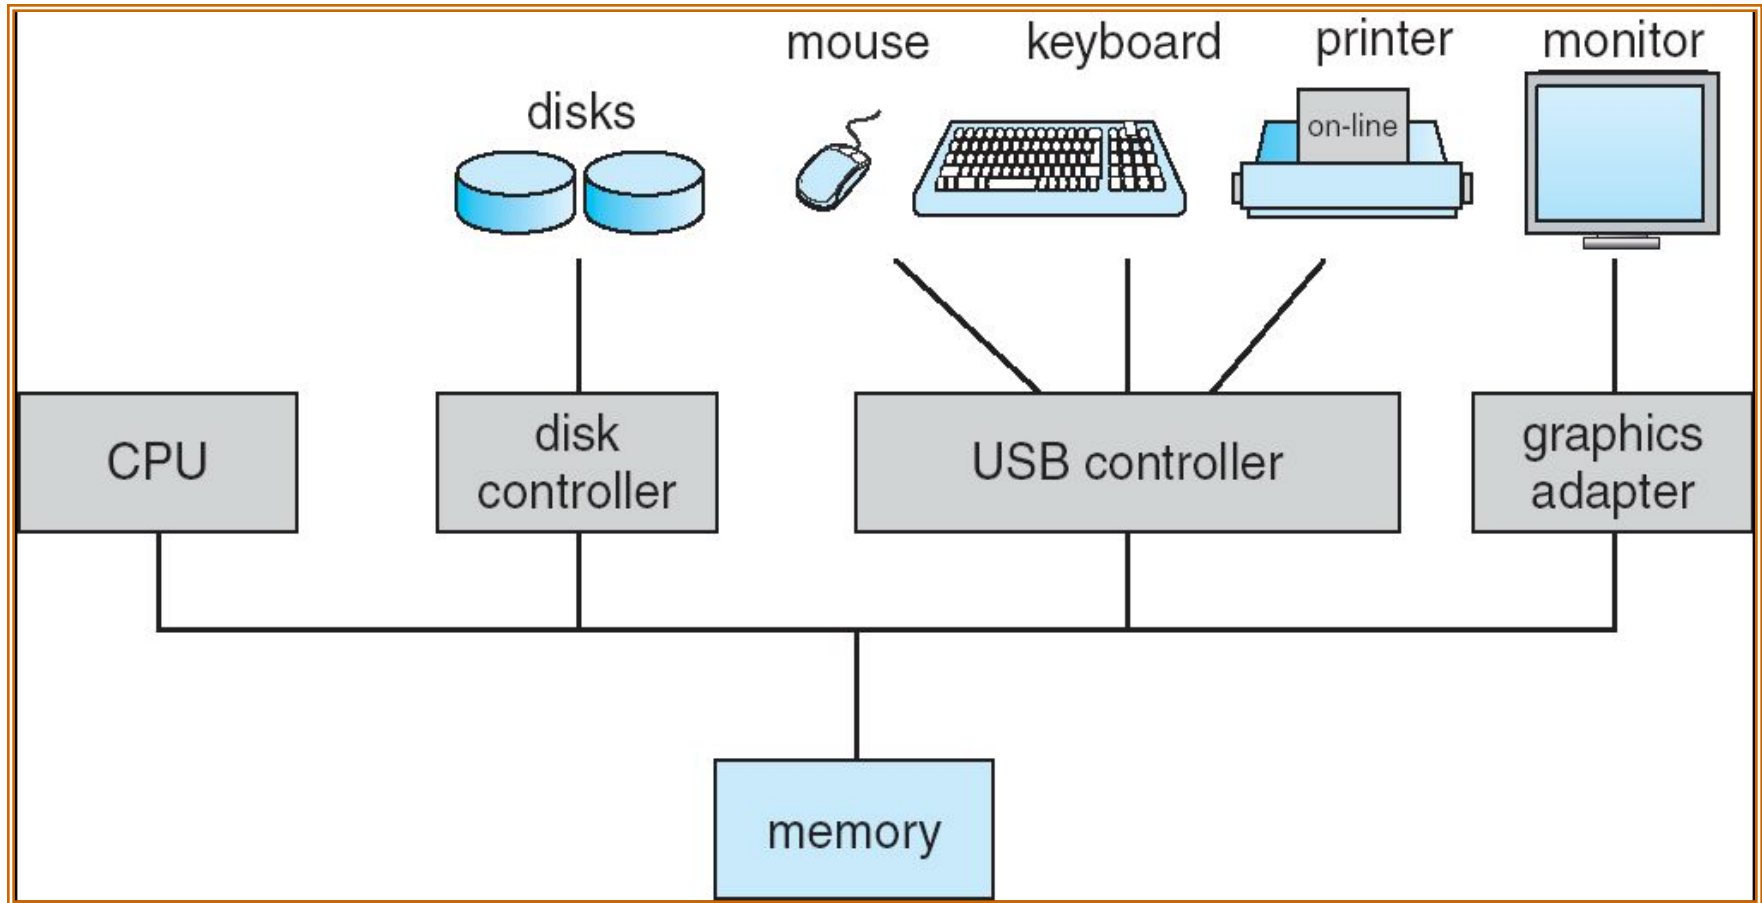 mouse
keyboard
printer
monitor
disks
on-line
CPU
disk
controller
USB controller
graphics
adapter
memory